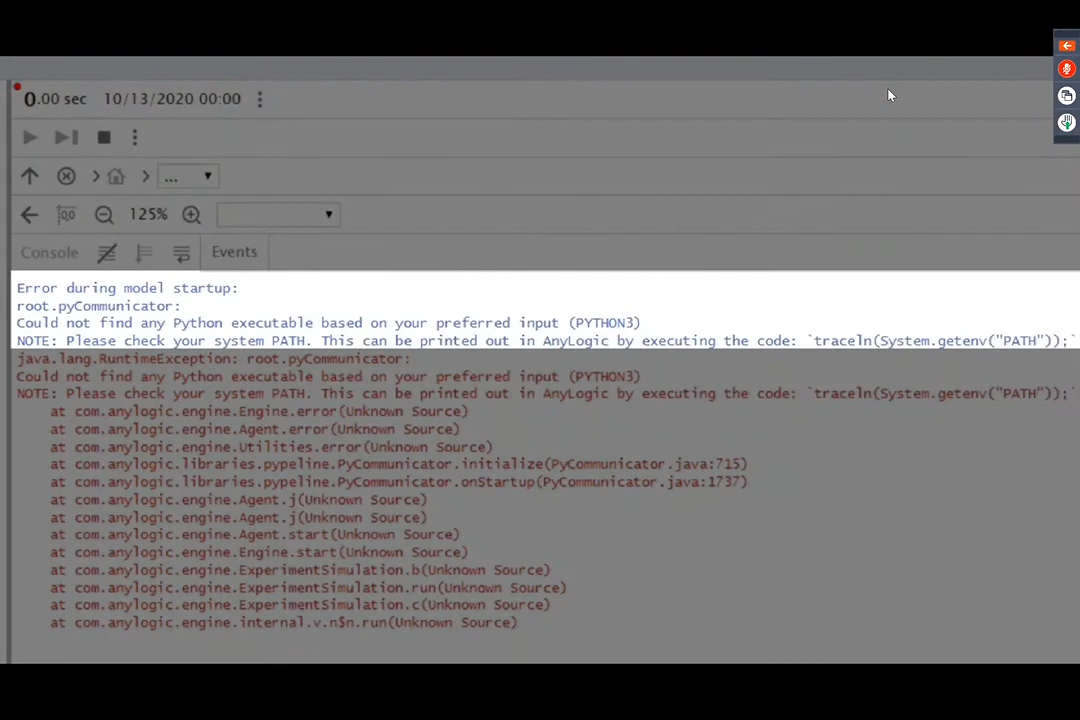 0.00 sec 10/13/2020 00:00
...
125%
Console Events
Error during model startup:
root.pyCommunicator:
Could not find any Python executable based on your preferred input (PYTHON3)
NOTE: Please check your system PATH. This can be printed out in AnyLogic by executing the code: `traceln(System.getenv("PATH"));`
java.lang.RuntimeException: root.pyCommunicator:
Could not find any Python executable based on your preferred input (PYTHON3)
NOTE: Please check your system PATH. This can be printed out in AnyLogic by executing the code: `traceln(System.getenv("PATH"));`
at com.anylogic.engine.Engine.error(Unknown Source)
at com.anylogic.engine.Agent.error(Unknown Source)
at com.anylogic.engine.Utilities.error(Unknown Source)
at com.anylogic.libraries.pypeline.PyCommunicator.initialize(PyCommunicator.java:715)
at com.anylogic.libraries.pypeline.PyCommunicator.onStartup(PyCommunicator.java:1737)
at com.anylogic.engine.Agent.j(Unknown Source)
at com.anylogic.engine.Agent.j(Unknown Source)
at com.anylogic.engine.Agent.start(Unknown Source)
at com.anylogic.engine.Engine.start(Unknown Source)
at com.anylogic.engine.ExperimentSimulation.b(Unknown Source)
at com.anylogic.engine.ExperimentSimulation.run(Unknown Source)
at com.anylogic.engine.ExperimentSimulation.c(Unknown Source)
at com.anylogic.engine.internal.v.n$n.run(Unknown Source)